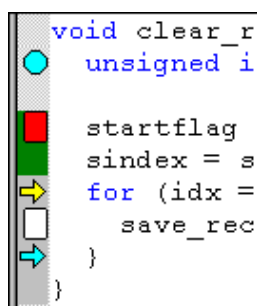 void clear_r
unsigned i
startflag
sindex = s
for (idx =
save_rec
}
}